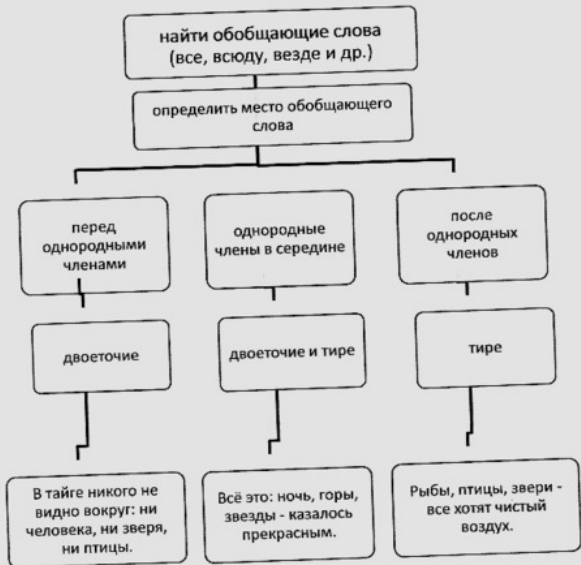 найти обобщающие слова
(все, всюду, везде и др.)
определить место обобщающего
слова
перед
однородными
членами
однородные
члены в середине
после
однородных
членов
двоеточие
двоеточие и тире
тире
В тайге никого не
видно вокруг: ни
человека, ни зверя,
ни птицы.
Всё это: ночь, горы,
звезды - казалось
прекрасным.
Рыбы, птицы, звери -
все хотят чистый
воздух.